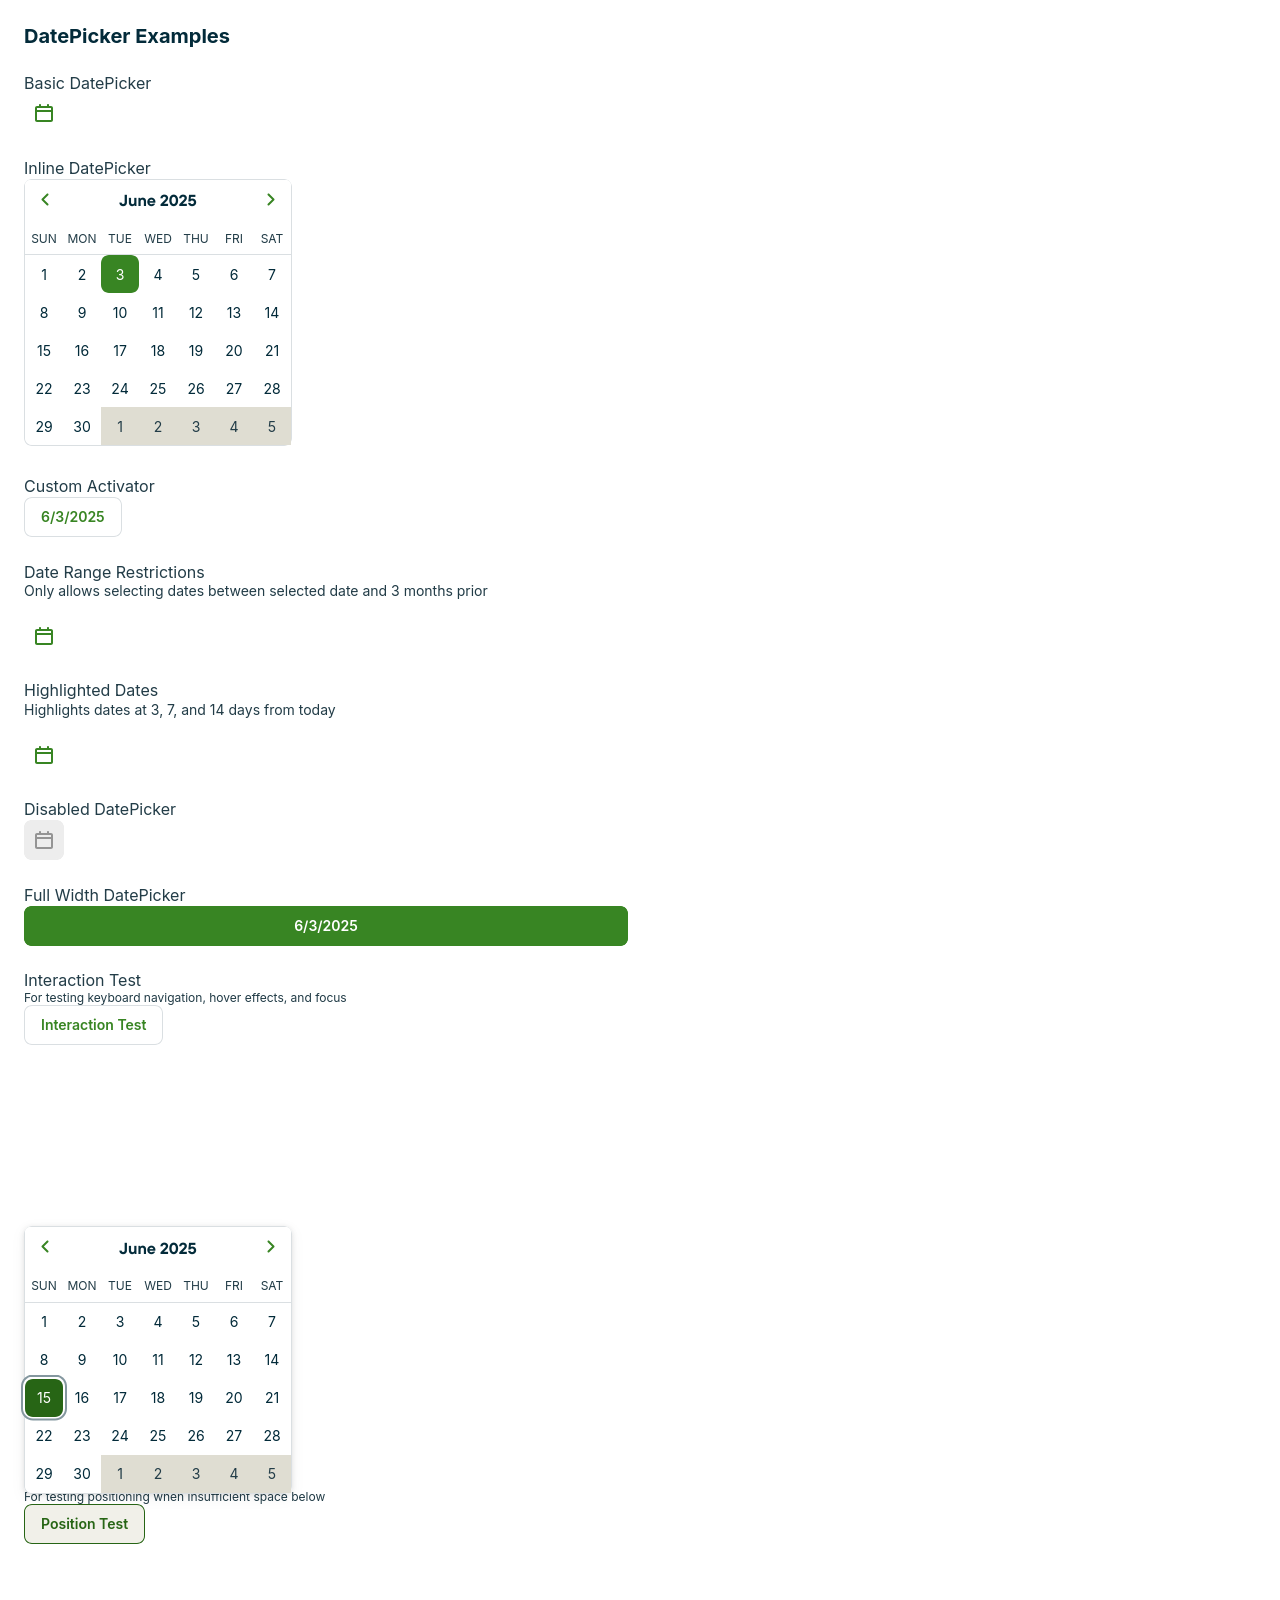 DatePicker Examples
Basic DatePicker
Inline DatePicker
June 2025
SUN MON TUE WED THU FRI SAT
1 2 3 4 5 6 7
8 9 10 11 12 13 14
15 16 17 18 19 20 21
22 23 24 25 26 27 28
29 30 1 2 3 4 5
Custom Activator
6/3/2025
Date Range Restrictions
Only allows selecting dates between selected date and 3 months prior
Highlighted Dates
Highlights dates at 3, 7, and 14 days from today
Disabled DatePicker
Full Width DatePicker
6/3/2025
Interaction Test
For testing keyboard navigation, hover effects, and focus
Interaction Test
June 2025
SUN MON TUE WED THU FRI SAT
1 2 3 4 5 6 7
8 9 10 11 12 13 14
15 16 17 18 19 20 21
22 23 24 25 26 27 28
29 30 1 2 3 4 5
For testing positioning when insufficient space below
Position Test